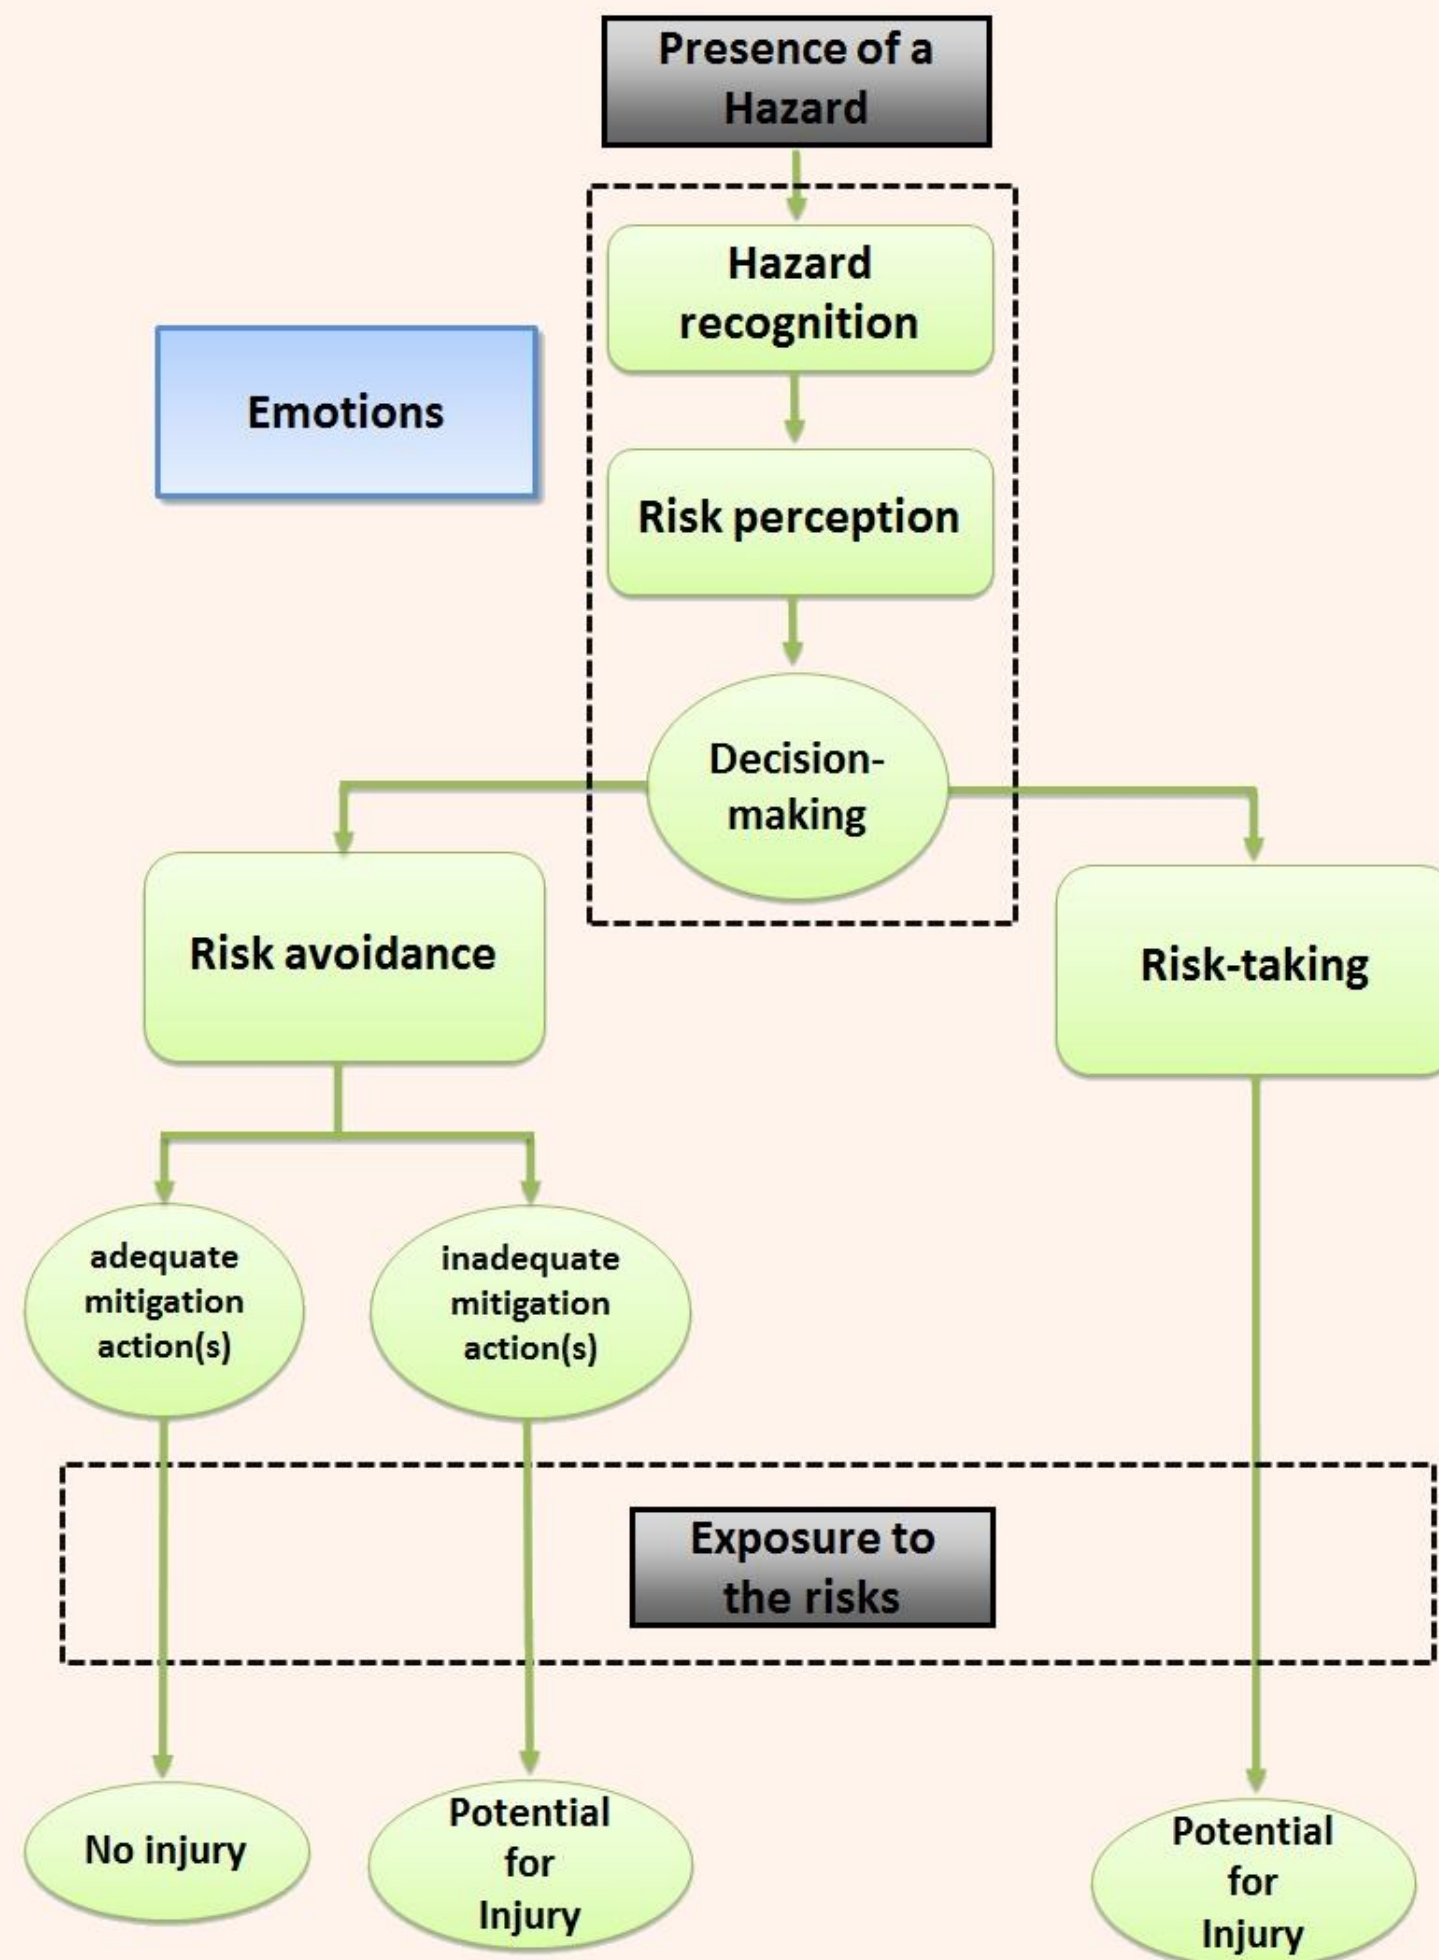 Presence of a
Hazard
Hazard
recognition
Emotions
Risk perception
Decision-
making
Risk avoidance
Risk-taking
adequate
mitigation
action(s)
inadequate
mitigation
action(s)
Exposure to
the risks
No injury
Potential
for
Injury
Potential
for
Injury